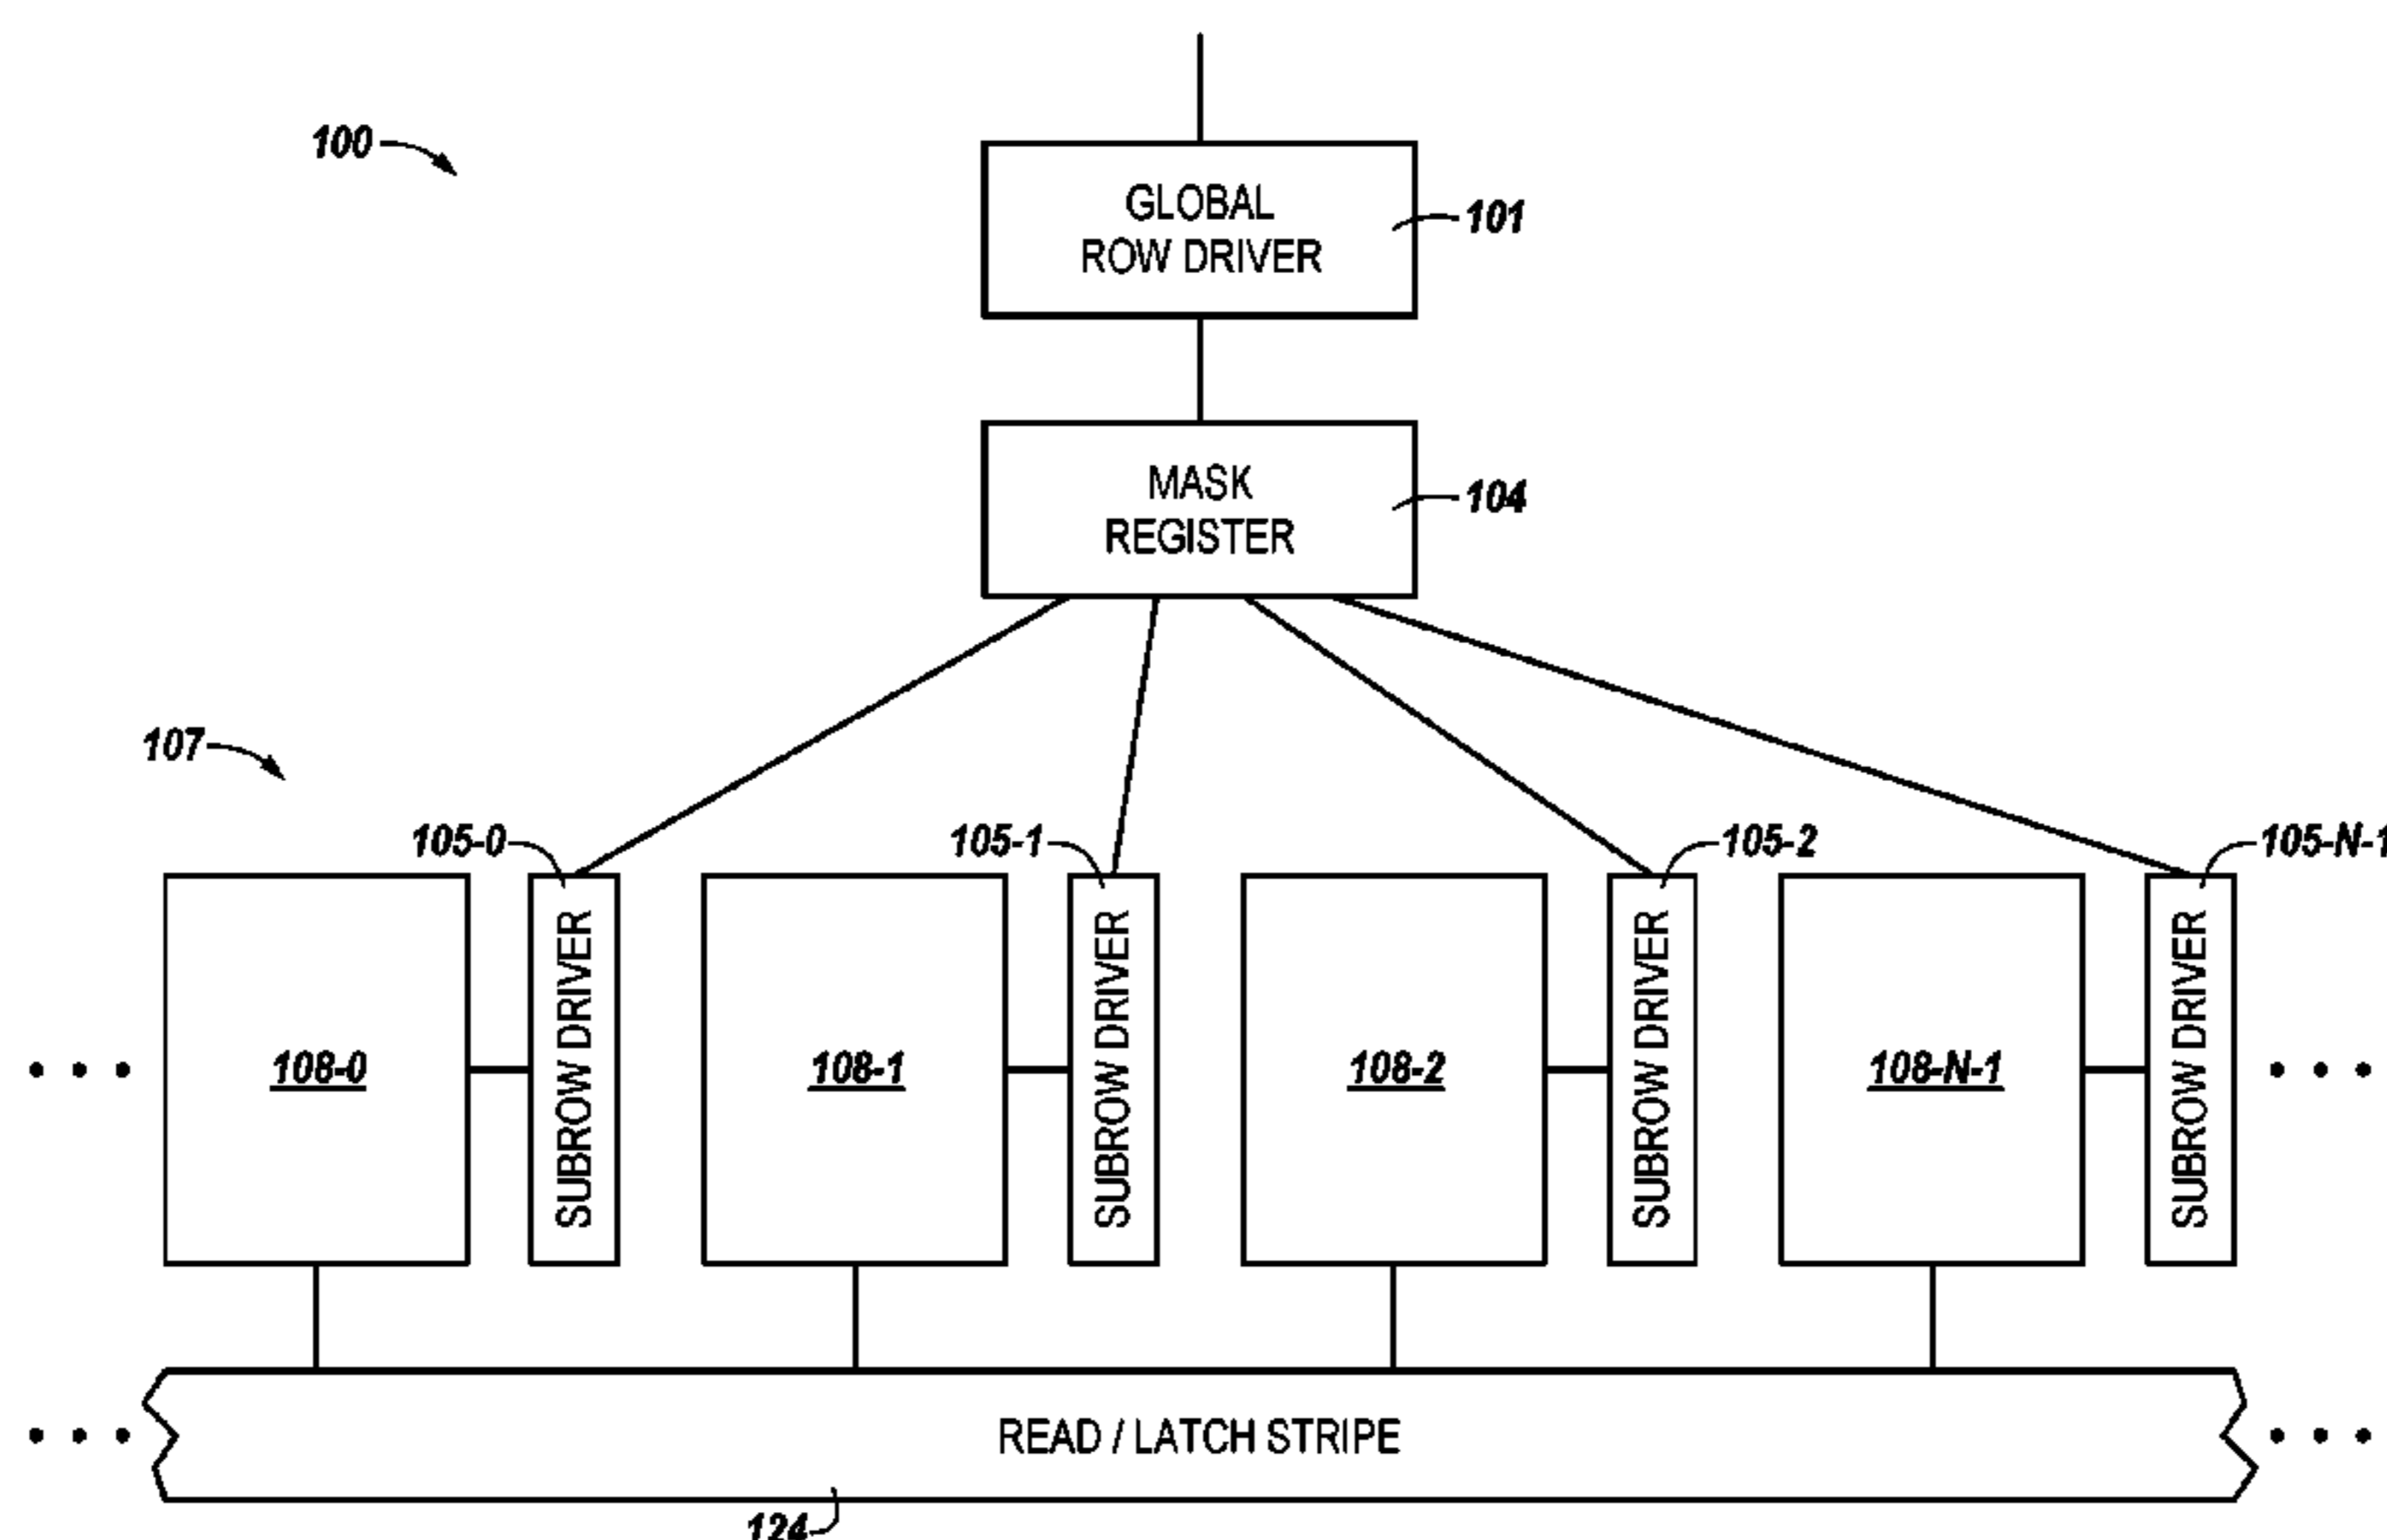 100
GLOBAL
ROW DRIVER
101
MASK
REGISTER
104
107
105-0
105-1
105-2
105-N-1
108-0
SUBROW DRIVER
108-1
SUBROW DRIVER
108-2
SUBROW DRIVER
108-N-1
SUBROW DRIVER
READ / LATCH STRIPE
124